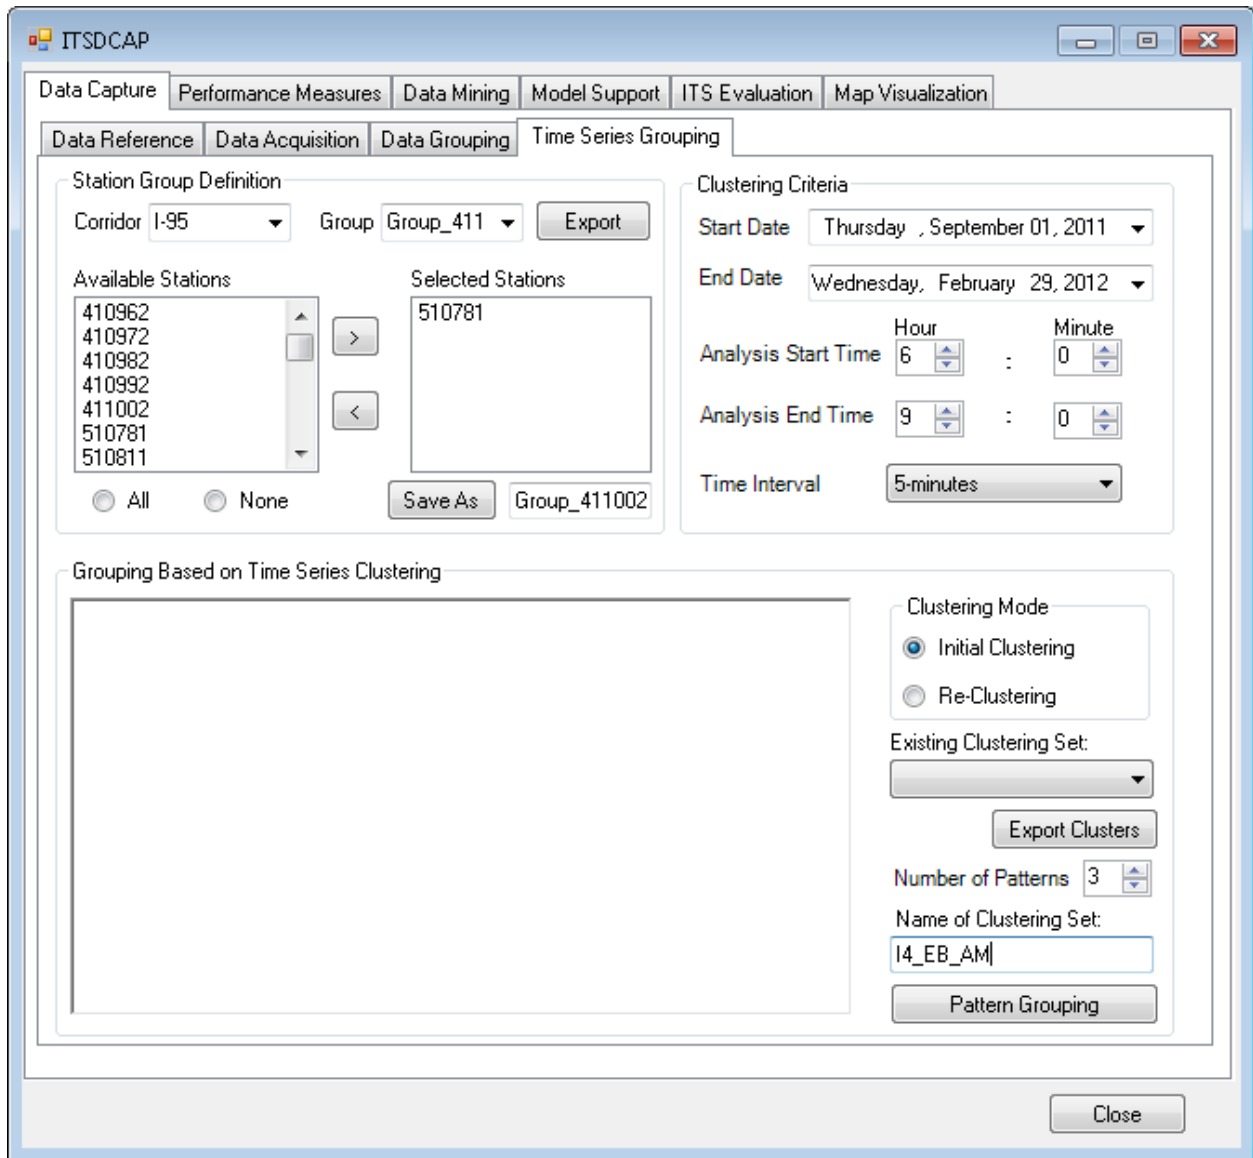 ITSDCAP
Data Capture Performance Measures Data Mining Model Support ITS Evaluation Map Visualization
Data Reference Data Acquisition Data Grouping Time Series Grouping
Station Group Definition
Corridor I-95 Group Group_411 Export
Available Stations Selected Stations
410962 510781
410972
410982
410992
411002
510781
510811
>
<
All None Save As Group_411002
Clustering Criteria
Start Date Thursday , September 01, 2011
End Date Wednesday, February 29, 2012
Hour Minute
Analysis Start Time 6 : 0
Analysis End Time 9 : 0
Time Interval 5-minutes
Grouping Based on Time Series Clustering
Clustering Mode
Initial Clustering
Re-Clustering
Existing Clustering Set:
Export Clusters
Number of Patterns 3
Name of Clustering Set:
I4_EB_AM
Pattern Grouping
Close